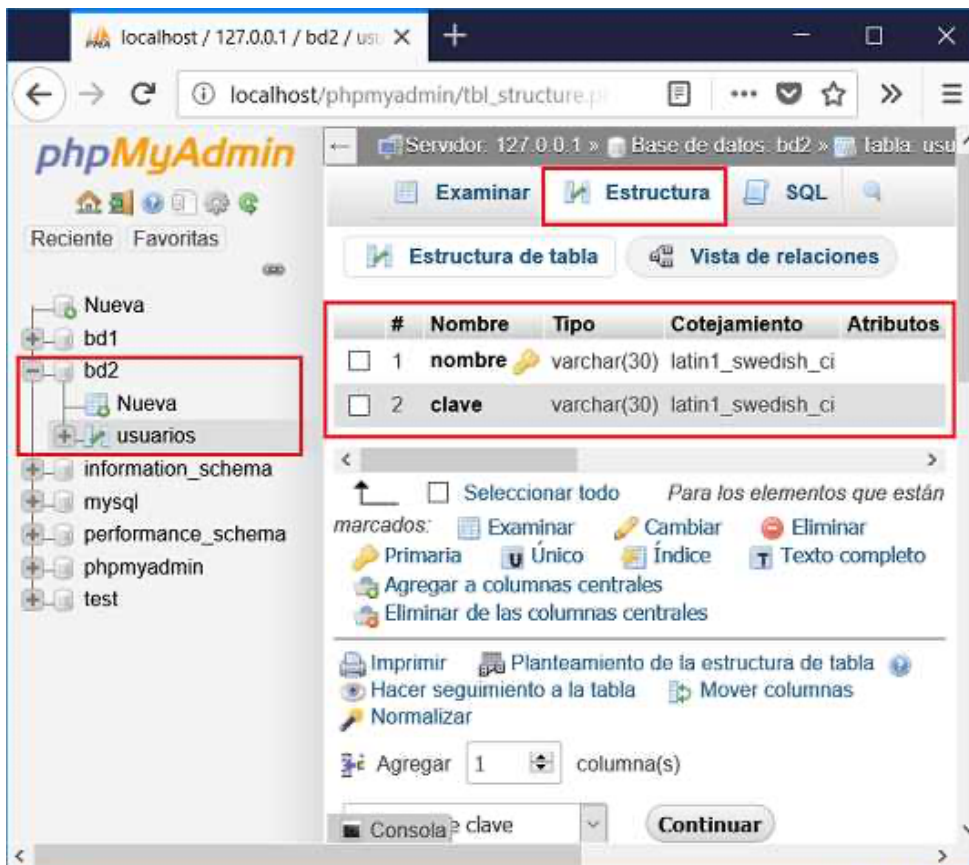 localhost / 127.0.0.1 / bd2 / usu
localhost/phpmyadmin/tbl_structure.p
phpMyAdmin
Reciente Favoritas
Nueva
bd1
bd2
Nueva
usuarios
information_schema
mysql
performance_schema
phpmyadmin
test
Servidor: 127.0.0.1 » Base de datos: bd2 » Tabla: usu
Examinar Estructura SQL
Estructura de tabla Vista de relaciones
# Nombre Tipo Cotejamiento Atributos
1 nombre varchar(30) latin1_swedish_ci
2 clave varchar(30) latin1_swedish_ci
Seleccionar todo Para los elementos que están
marcados: Examinar Cambiar Eliminar
Primaria Único Índice Texto completo
Agregar a columnas centrales
Eliminar de las columnas centrales
Imprimir Planteamiento de la estructura de tabla
Hacer seguimiento a la tabla Mover columnas
Normalizar
Agregar 1 columna(s)
Consola e clave Continuar